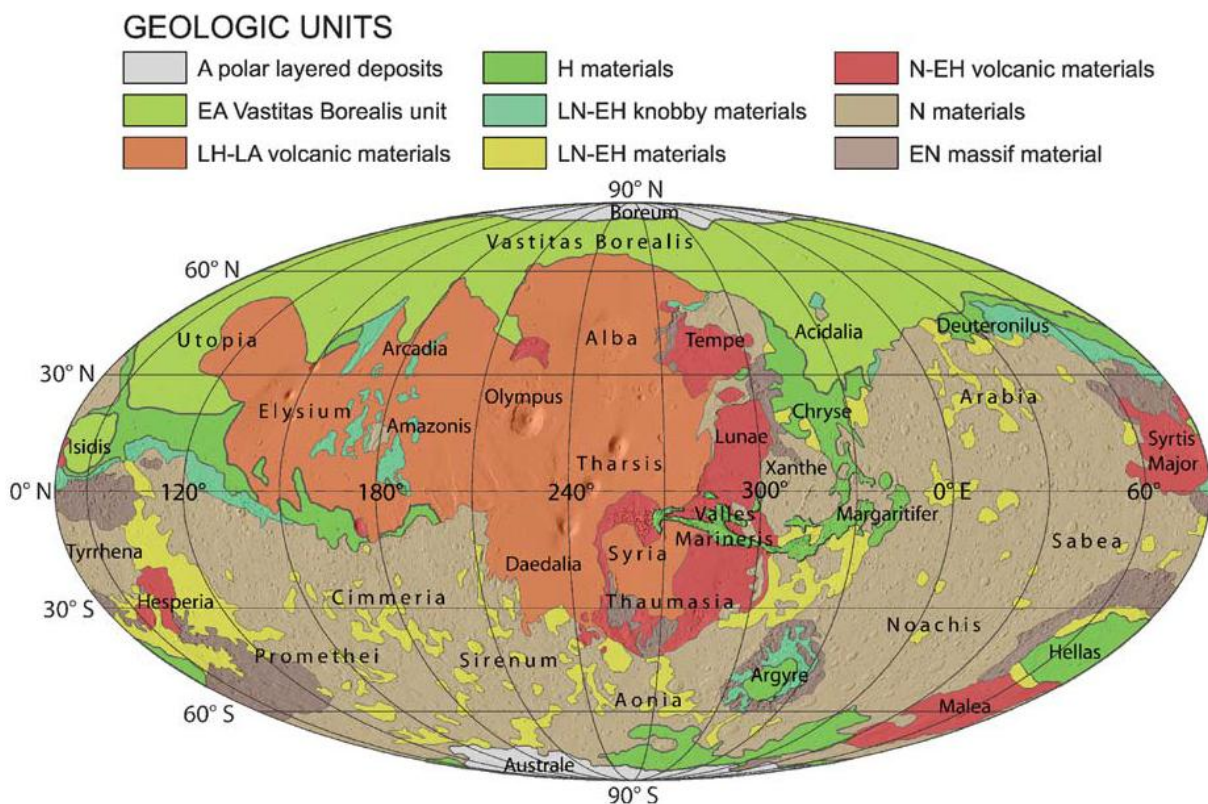 GEOLOGIC UNITS
A polar layered deposits
H materials
N-EH volcanic materials
EA Vastitas Borealis unit
LN-EH knobby materials
N materials
LH-LA volcanic materials
LN-EH materials
EN massif material
90° N
Boreum
Vastitas Borealis
60° N
Utopia
Arcadia
Alba
Tempe
Acidalia
Deuteronilus
30° N
Elysium
Amazonis
Olympus
Lunae
Chryse
Arabia
Isidis
Tharsis
Xanthe
Syrtis
Major
0° N
120°
180°
240°
300°
0° E
60°
Valles
Marineris
Margaritifer
Tyrrhena
Daedalia
Syria
Sabea
30° S
Hesperia
Cimmeria
Thaumasia
Noachis
Promethei
Sirenum
Argyre
Hellas
Aonia
60° S
Malea
Australe
90° S